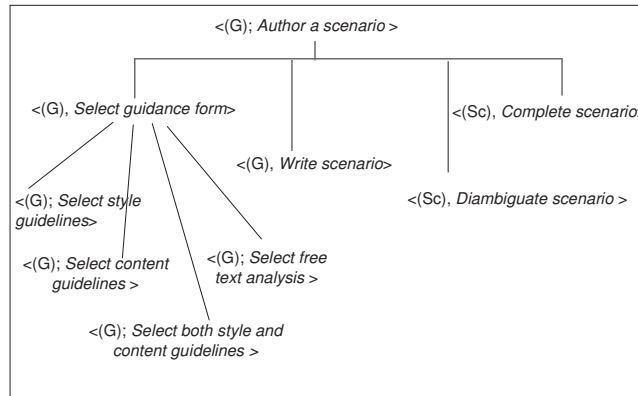 <(G); Author a scenario >
<(G), Select guidance form>
<(Sc), Complete scenario
<(G), Write scenario>
<(G); Select style
guidelines>
<(Sc), Diambiguate scenario >
<(G); Select content
guidelines >
<(G); Select free
text analysis >
<(G); Select both style and
content guidelines >